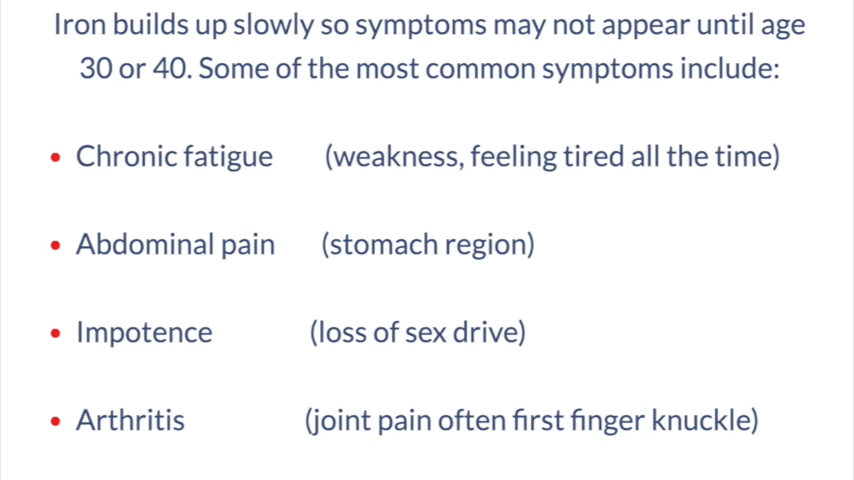 Iron builds up slowly so symptoms may not appear until age
30 or 40. Some of the most common symptoms include:
• Chronic fatigue (weakness, feeling tired all the time)
• Abdominal pain (stomach region)
• Impotence (loss of sex drive)
• Arthritis (joint pain often first finger knuckle)